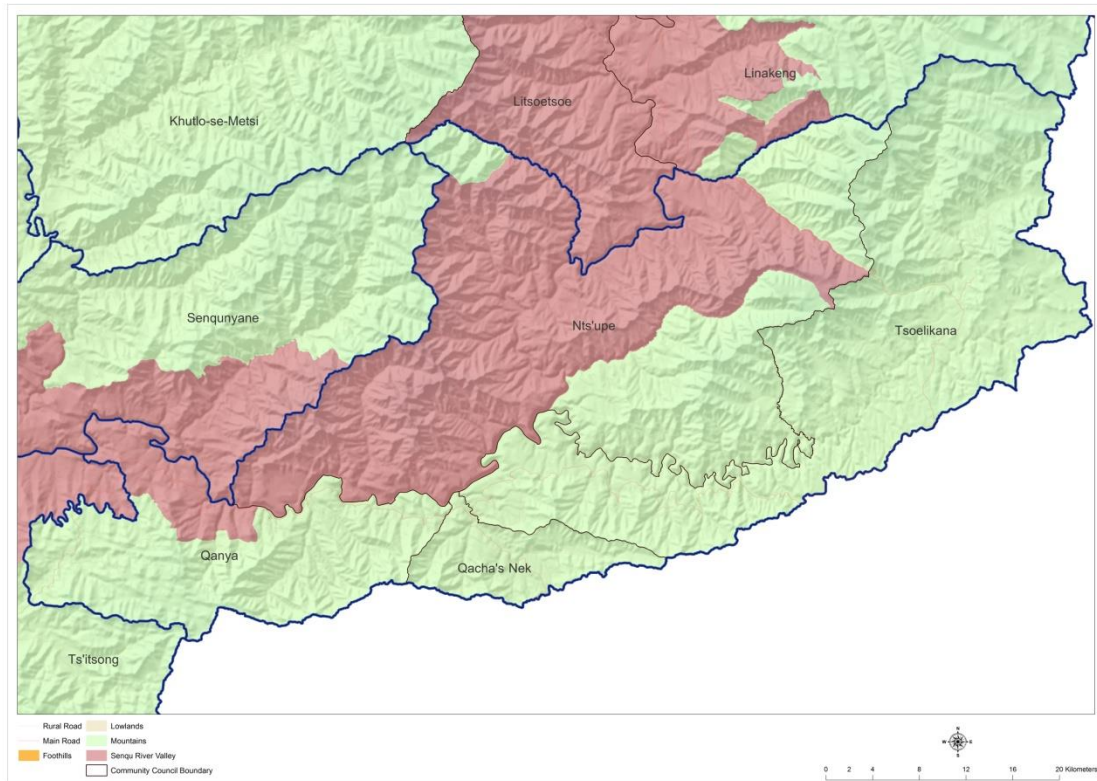 Linakeng
Litsoetsoe
Khutlo-se-Metsi
Senqunyane
Nts'upe
Tsoelikana
Qanya
Qacha's Nek
Ts'itsong
Rural Road
Lowlands
Main Road
Mountains
Foothills
Senqu River Valley
Community Council Boundary
N
W E
S
0 2 4 8 12 16 20 Kilometers